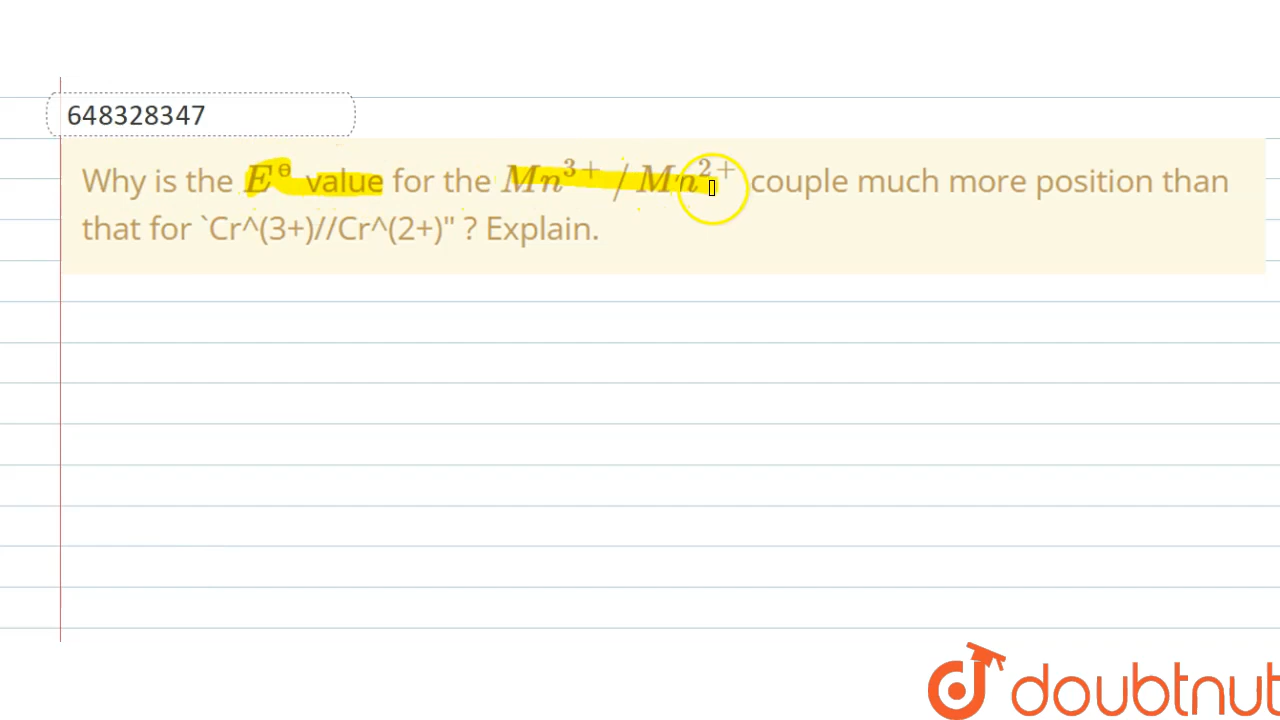 648328347
Why is the E⊖ value for the Mn³⁺ / Mn²⁺ couple much more position than
that for `Cr^(3+)//Cr^(2+)" ? Explain.
doubtnut